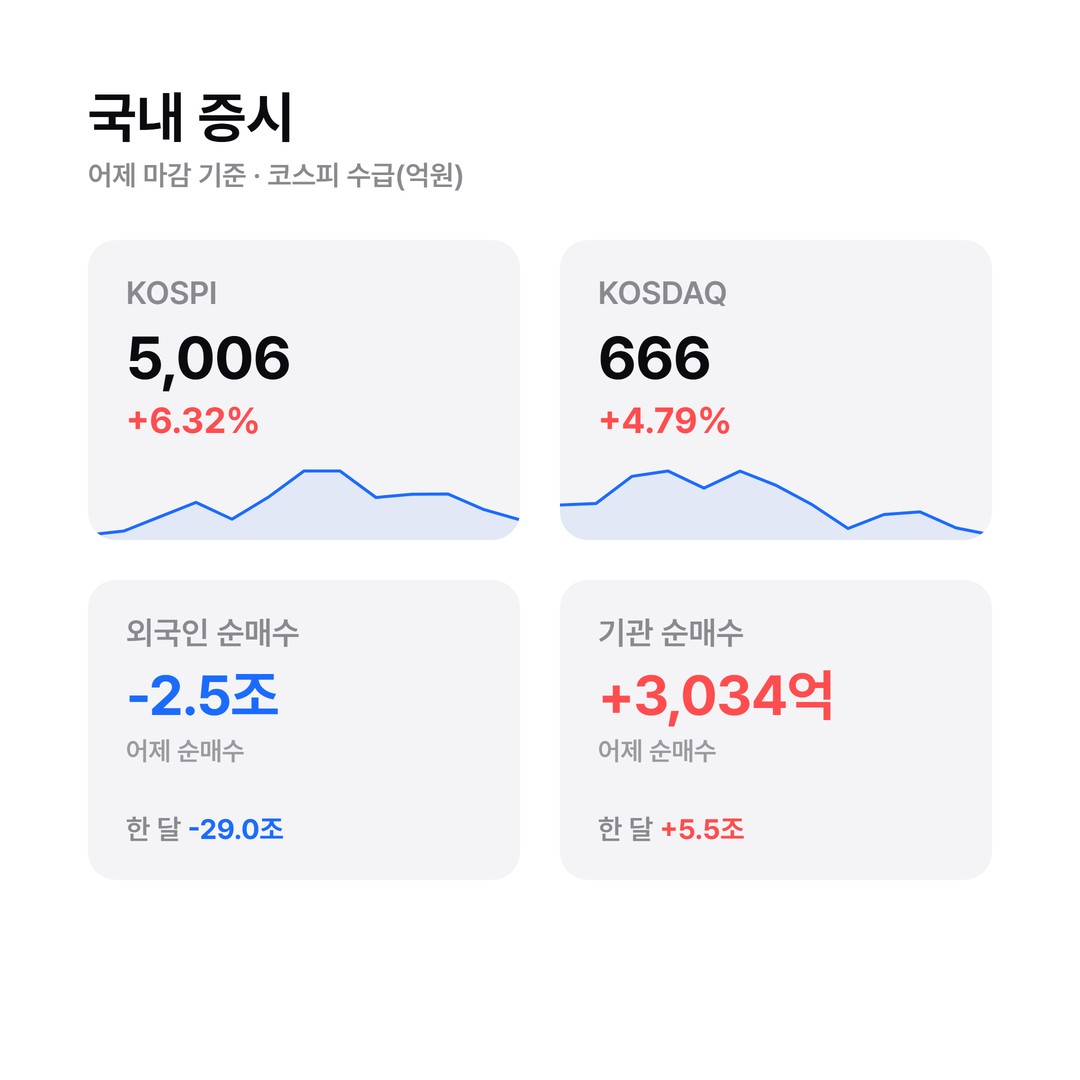 국내 증시
어제 마감 기준 · 코스피 수급(억원)
KOSPI
5,006
+6.32%
KOSDAQ
666
+4.79%
외국인 순매수
-2.5조
어제 순매수
한 달 -29.0조
기관 순매수
+3,034억
어제 순매수
한 달 +5.5조